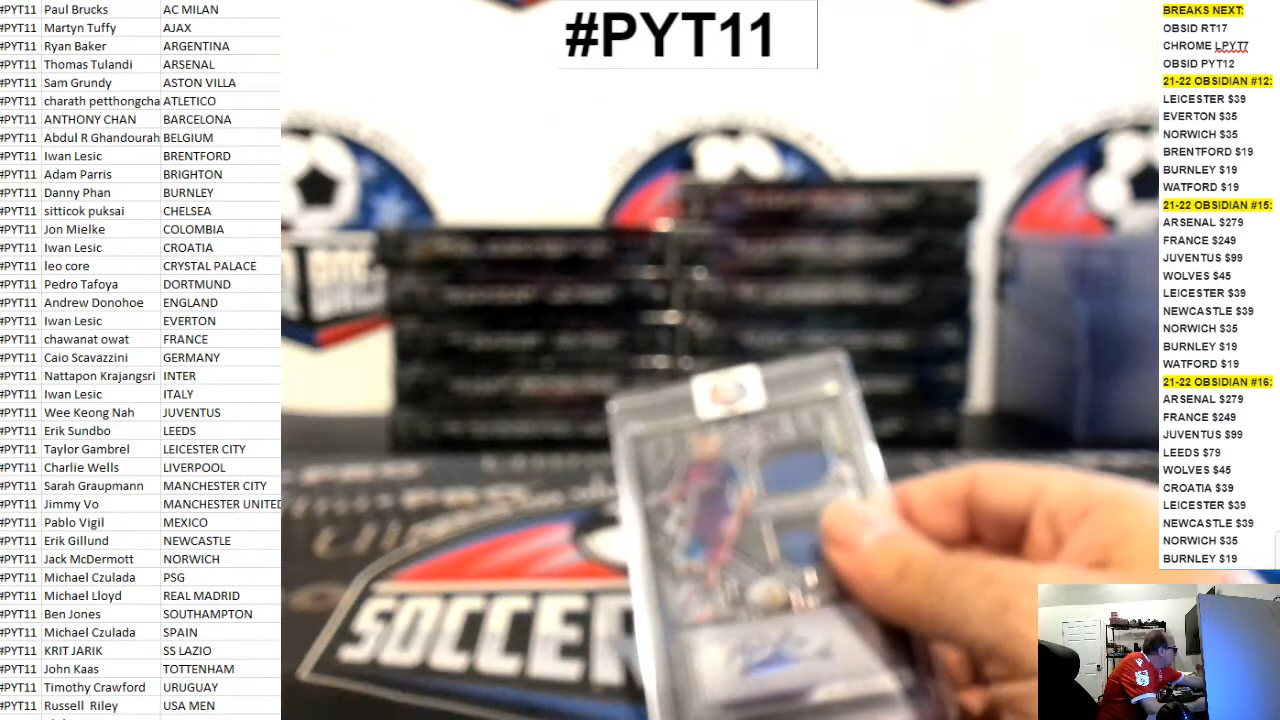 #PYT11 Paul Brucks AC MILAN
#PYT11 Martyn Tuffy AJAX
#PYT11 Ryan Baker ARGENTINA
#PYT11 Thomas Tulandi ARSENAL
#PYT11 Sam Grundy ASTON VILLA
#PYT11 charath petthongcha ATLETICO
#PYT11 ANTHONY CHAN BARCELONA
#PYT11 Abdul R Ghandourah BELGIUM
#PYT11 Iwan Lesic BRENTFORD
#PYT11 Adam Parris BRIGHTON
#PYT11 Danny Phan BURNLEY
#PYT11 sitticok puksai CHELSEA
#PYT11 Jon Mielke COLOMBIA
#PYT11 Iwan Lesic CROATIA
#PYT11 leo core CRYSTAL PALACE
#PYT11 Pedro Tafoya DORTMUND
#PYT11 Andrew Donohoe ENGLAND
#PYT11 Iwan Lesic EVERTON
#PYT11 chawanat owat FRANCE
#PYT11 Caio Scavazzini GERMANY
#PYT11 Nattapon Krajangsri INTER
#PYT11 Iwan Lesic ITALY
#PYT11 Wee Keong Nah JUVENTUS
#PYT11 Erik Sundbo LEEDS
#PYT11 Taylor Gambrel LEICESTER CITY
#PYT11 Charlie Wells LIVERPOOL
#PYT11 Sarah Graupmann MANCHESTER CITY
#PYT11 Jimmy Vo MANCHESTER UNITED
#PYT11 Pablo Vigil MEXICO
#PYT11 Erik Gillund NEWCASTLE
#PYT11 Jack McDermott NORWICH
#PYT11 Michael Czulada PSG
#PYT11 Michael Lloyd REAL MADRID
#PYT11 Ben Jones SOUTHAMPTON
#PYT11 Michael Czulada SPAIN
#PYT11 KRIT JARIK SS LAZIO
#PYT11 John Kaas TOTTENHAM
#PYT11 Timothy Crawford URUGUAY
#PYT11 Russell Riley USA MEN
#PYT11
SOCCER
BREAKS NEXT:
OBSID RT17
CHROME LPYT7
OBSID PYT12
21-22 OBSIDIAN #12:
LEICESTER $39
EVERTON $35
NORWICH $35
BRENTFORD $19
BURNLEY $19
WATFORD $19
21-22 OBSIDIAN #15:
ARSENAL $279
FRANCE $249
JUVENTUS $99
WOLVES $45
LEICESTER $39
NEWCASTLE $39
NORWICH $35
BURNLEY $19
WATFORD $19
21-22 OBSIDIAN #16:
ARSENAL $279
FRANCE $249
JUVENTUS $99
LEEDS $79
WOLVES $45
CROATIA $39
LEICESTER $39
NEWCASTLE $39
NORWICH $35
BURNLEY $19